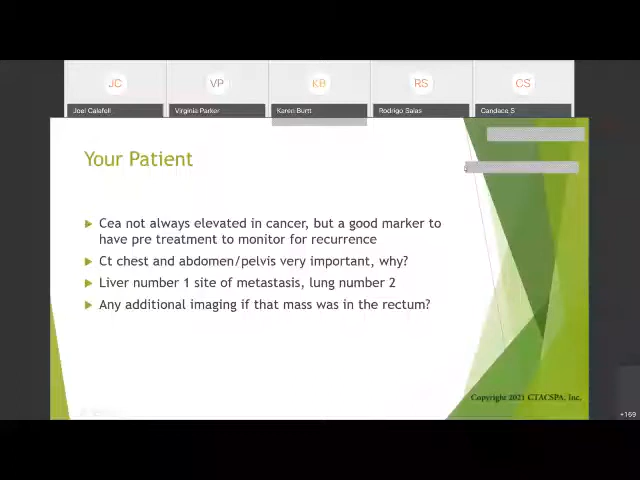 JC
VP
KB
RS
CS
Joel Calafell
Virginia Parker
Karen Burtt
Rodrigo Salas
Candace S
Your Patient
Cea not always elevated in cancer, but a good marker to
have pre treatment to monitor for recurrence
Ct chest and abdomen/pelvis very important, why?
Liver number 1 site of metastasis, lung number 2
Any additional imaging if that mass was in the rectum?
Copyright 2021 CTACSPA, Inc.
+169